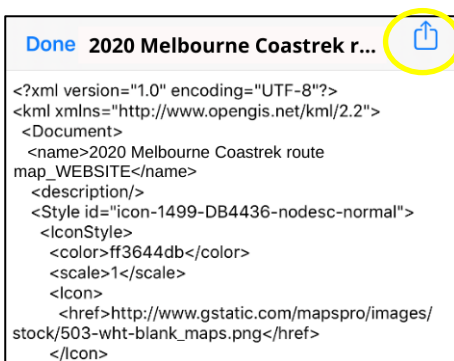 Done 2020 Melbourne Coastrek r...
<?xml version="1.0" encoding="UTF-8"?>
<kml xmlns="http://www.opengis.net/kml/2.2">
<Document>
<name>2020 Melbourne Coastrek route
map_WEBSITE</name>
<description/>
<Style id="icon-1499-DB4436-nodesc-normal">
<IconStyle>
<color>ff3644db</color>
<scale>1</scale>
<Icon>
<href>http://www.gstatic.com/mapspro/images/
stock/503-wht-blank_maps.png</href>
</Icon>